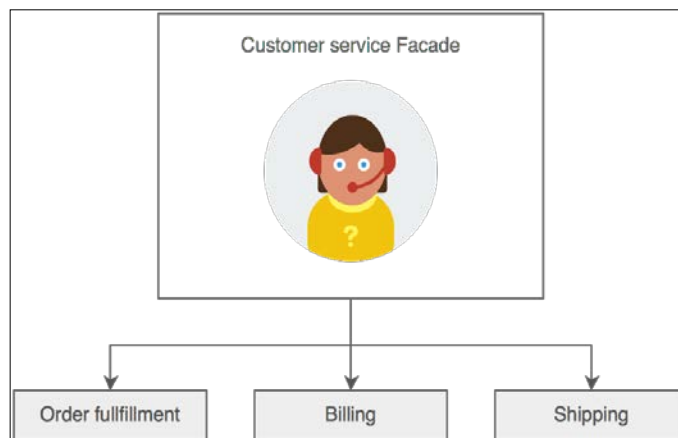 Customer service Facade
?
Order fullfillment
Billing
Shipping